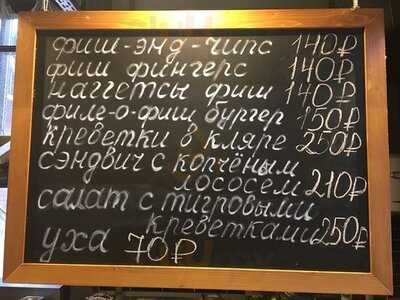 фиш-энд-чипс 140₽
фиш фингерс 140₽
наггетсы фиш 140₽
филе-о-фиш бургер 150₽
креветки в кляре 250₽
сэндвич с копчёным
лососем 210₽
салат с тигровыми
креветками 250₽
уха 70₽